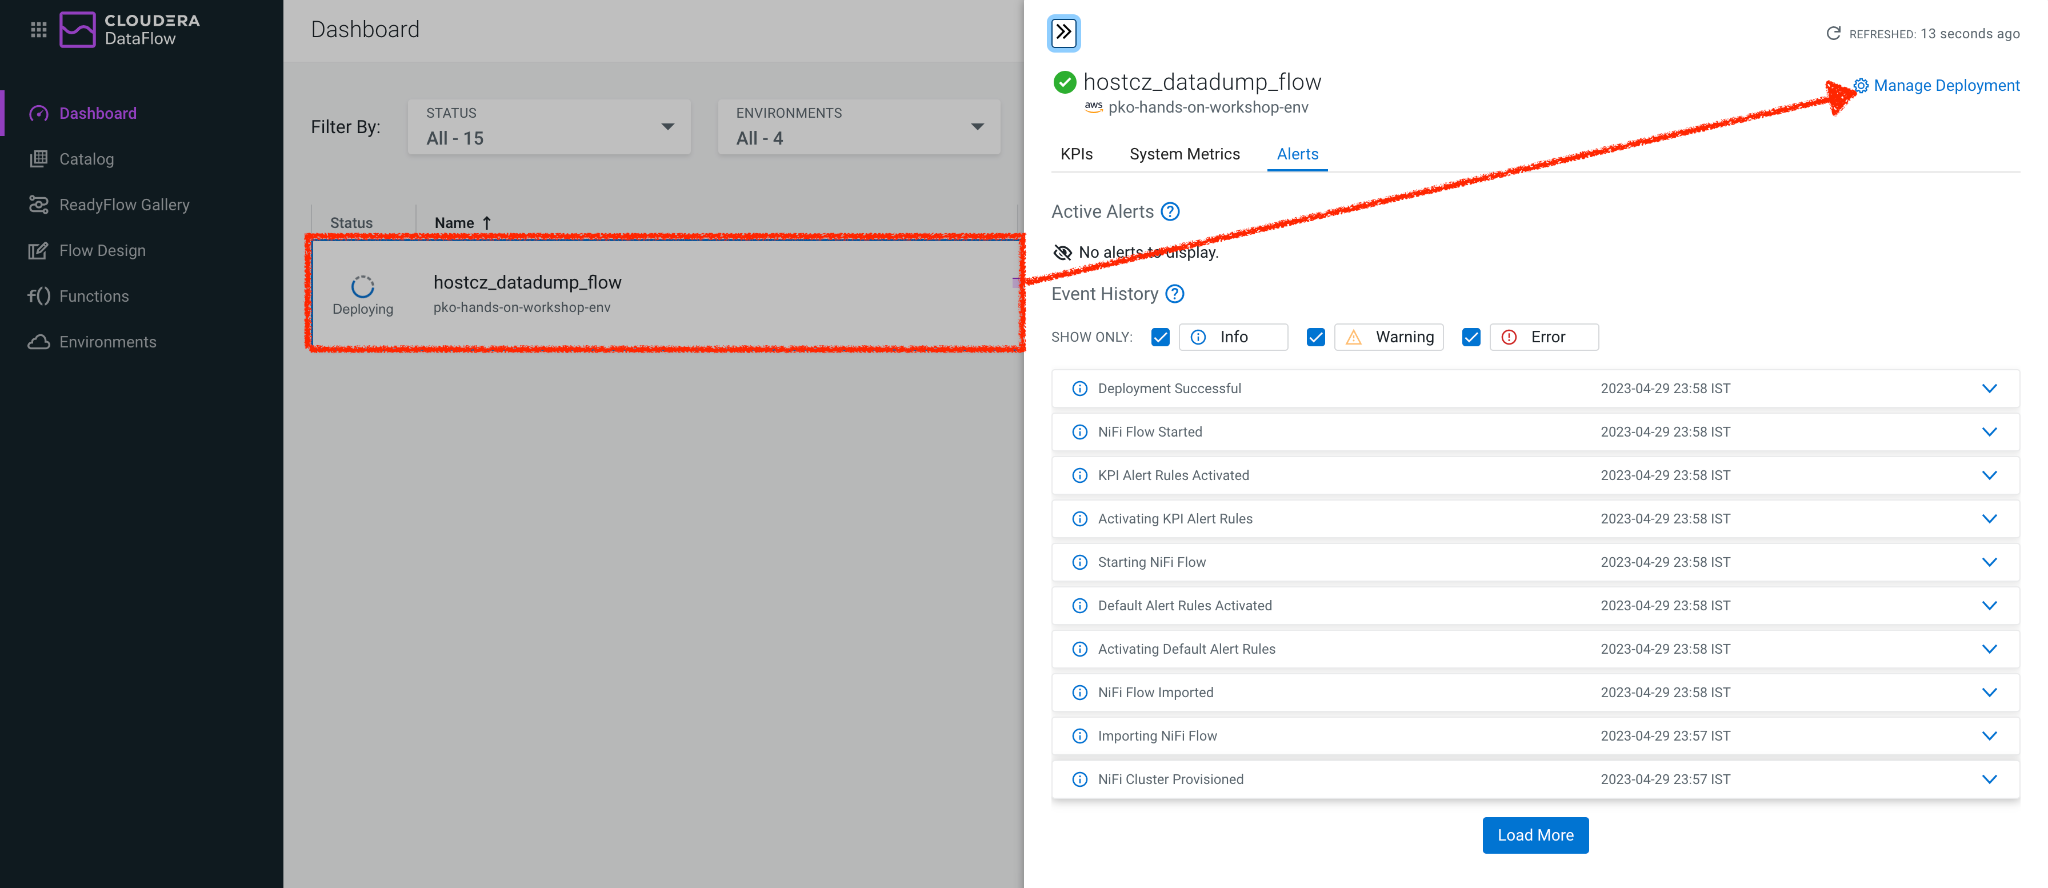 CLOUDERA
DataFlow
Dashboard
Catalog
ReadyFlow Gallery
Flow Design
f() Functions
Environments
Dashboard
Filter By:
STATUS
All - 15
ENVIRONMENTS
All - 4
Status
Name ↑
Deploying
hostcz_datadump_flow
pko-hands-on-workshop-env
REFRESHED: 13 seconds ago
hostcz_datadump_flow
aws pko-hands-on-workshop-env
Manage Deployment
KPIs System Metrics Alerts
Active Alerts ?
No alerts to display.
Event History ?
SHOW ONLY: Info Warning Error
Deployment Successful 2023-04-29 23:58 IST
NiFi Flow Started 2023-04-29 23:58 IST
KPI Alert Rules Activated 2023-04-29 23:58 IST
Activating KPI Alert Rules 2023-04-29 23:58 IST
Starting NiFi Flow 2023-04-29 23:58 IST
Default Alert Rules Activated 2023-04-29 23:58 IST
Activating Default Alert Rules 2023-04-29 23:58 IST
NiFi Flow Imported 2023-04-29 23:58 IST
Importing NiFi Flow 2023-04-29 23:57 IST
NiFi Cluster Provisioned 2023-04-29 23:57 IST
Load More